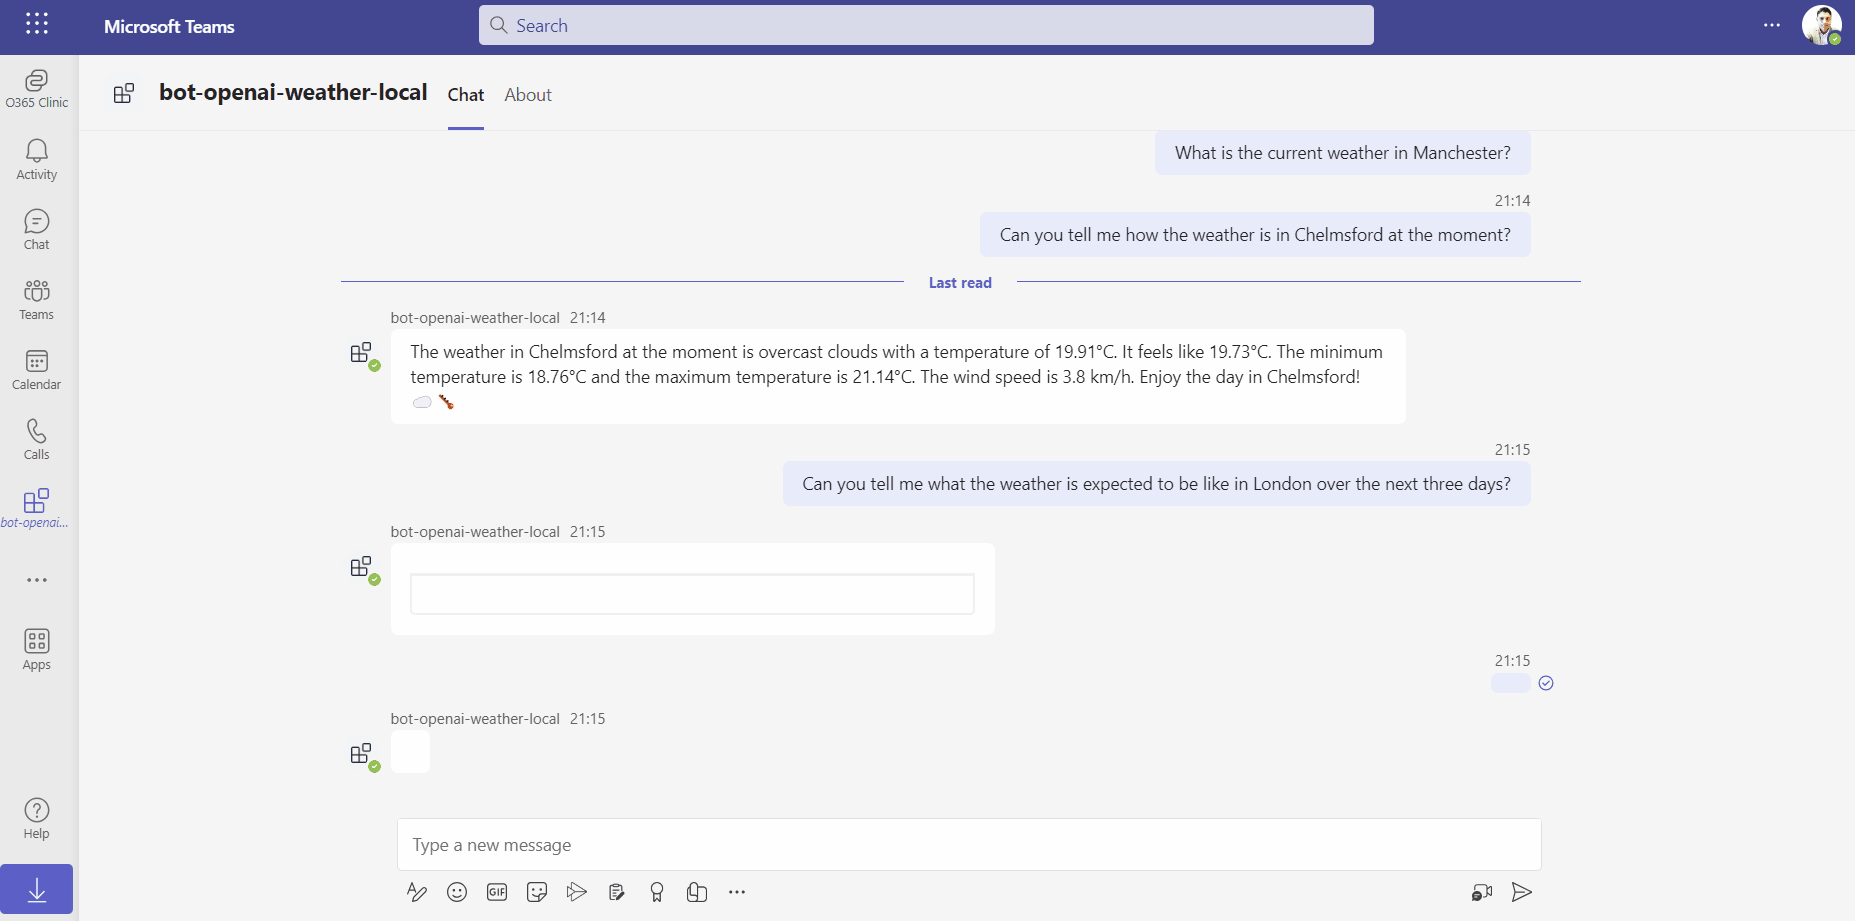 Microsoft Teams
Search
O365 Clinic
Activity
Chat
Teams
Calendar
Calls
bot-openai...
Apps
Help
bot-openai-weather-local
Chat
About
What is the current weather in Manchester?
21:14
Can you tell me how the weather is in Chelmsford at the moment?
Last read
bot-openai-weather-local 21:14
The weather in Chelmsford at the moment is overcast clouds with a temperature of 19.91°C. It feels like 19.73°C. The minimum
temperature is 18.76°C and the maximum temperature is 21.14°C. The wind speed is 3.8 km/h. Enjoy the day in Chelmsford!
21:15
Can you tell me what the weather is expected to be like in London over the next three days?
bot-openai-weather-local 21:15
21:15
bot-openai-weather-local 21:15
Type a new message
GIF